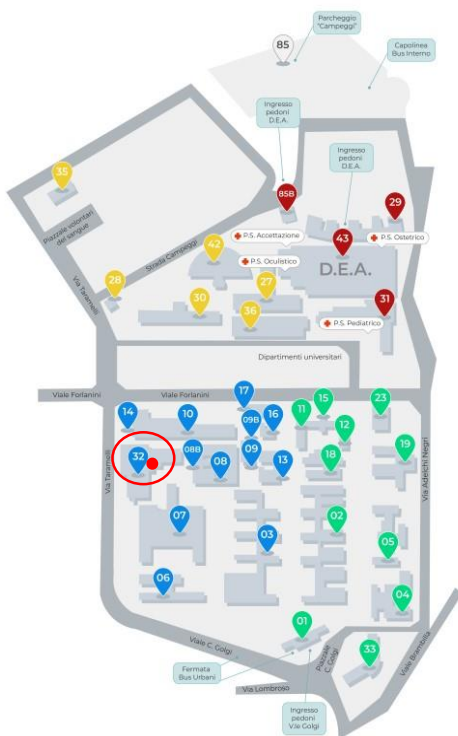 Parcheggio
"Campeggi"
85
Capolinea
Bus Interno
Ingresso
pedoni
D.E.A.
Ingresso
pedoni
D.E.A.
35
85B
29
Piazzale volontari
del sangue
P.S. Accettazione
43
P.S. Ostetrico
42
Strada Campeggi
P.S. Oculistico
D.E.A.
28
27
30
36
31
P.S. Pediatrico
Via Taramelli
Dipartimenti universitari
Viale Forlanini
Viale Forlanini
17
14
10
09B
16
11
15
23
12
32
08B
08
09
13
18
19
Via Taramelli
Via Adelchi Negri
07
03
02
05
06
04
01
33
Viale C. Golgi
Piazzale
C. Golgi
Viale Brambilla
Fermata
Bus Urbani
Via Lombroso
Ingresso
pedoni
V.le Golgi